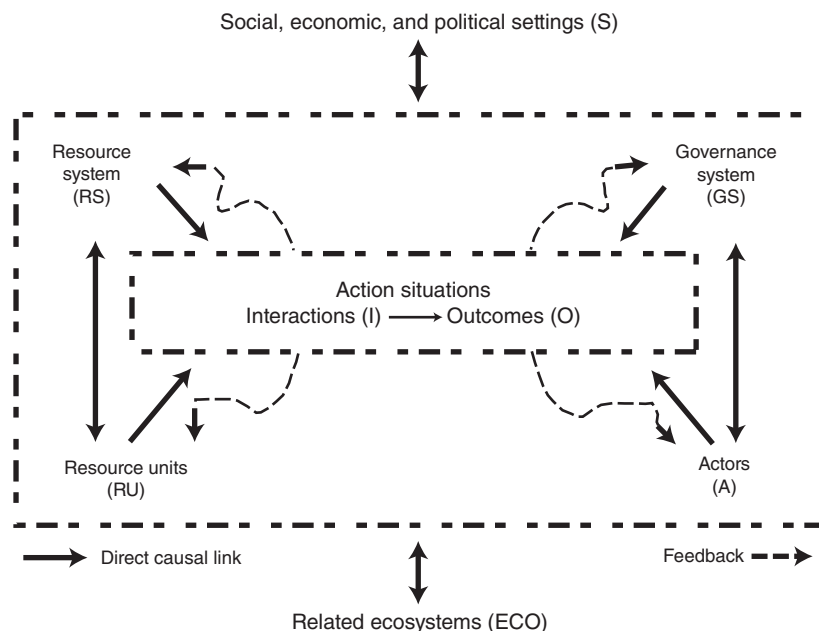 Social, economic, and political settings (S)
Resource
system
(RS)
Governance
system
(GS)
Action situations
Interactions (I) Outcomes (O)
Resource units
(RU)
Actors
(A)
Direct causal link
Feedback
Related ecosystems (ECO)